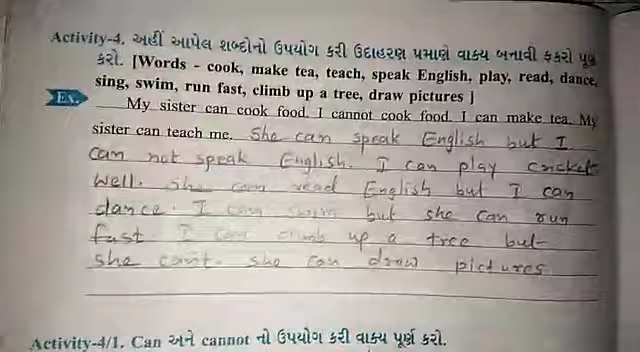 Activity-4. અહીં આપેલ શબ્દોનો ઉપયોગ કરી ઉદાહરણ પ્રમાણે વાક્ય બનાવી ફકરો પૂર્ણ
કરો. [Words - cook, make tea, teach, speak English, play, read, dance,
sing, swim, run fast, climb up a tree, draw pictures ]
Ex.
My sister can cook food. I cannot cook food. I can make tea. My
sister can teach me. She can speak English but I
can not speak English. I can play cricket
well. she can read English but I can
dance. I can swim but she can run
fast I can climb up a tree but
she can't. she can draw pictures
Activity-4/1. Can અને cannot નો ઉપયોગ કરી વાક્ય પૂર્ણ કરો.